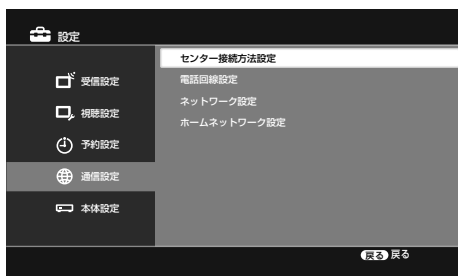 設定
受信設定
視聴設定
予約設定
通信設定
本体設定
センター接続方法設定
電話回線設定
ネットワーク設定
ホームネットワーク設定
戻る 戻る